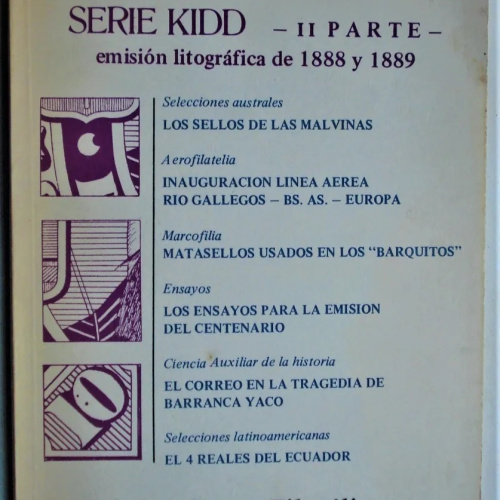 SERIE KIDD – II PARTE –
emisión litográfica de 1888 y 1889
Selecciones australes
LOS SELLOS DE LAS MALVINAS
Aerofilatelia
INAUGURACION LINEA AEREA
RIO GALLEGOS – BS. AS. – EUROPA
Marcofilia
MATASELLOS USADOS EN LOS "BARQUITOS"
Ensayos
LOS ENSAYOS PARA LA EMISION
DEL CENTENARIO
Ciencia Auxiliar de la historia
EL CORREO EN LA TRAGEDIA DE
BARRANCA YACO
Selecciones latinoamericanas
EL 4 REALES DEL ECUADOR